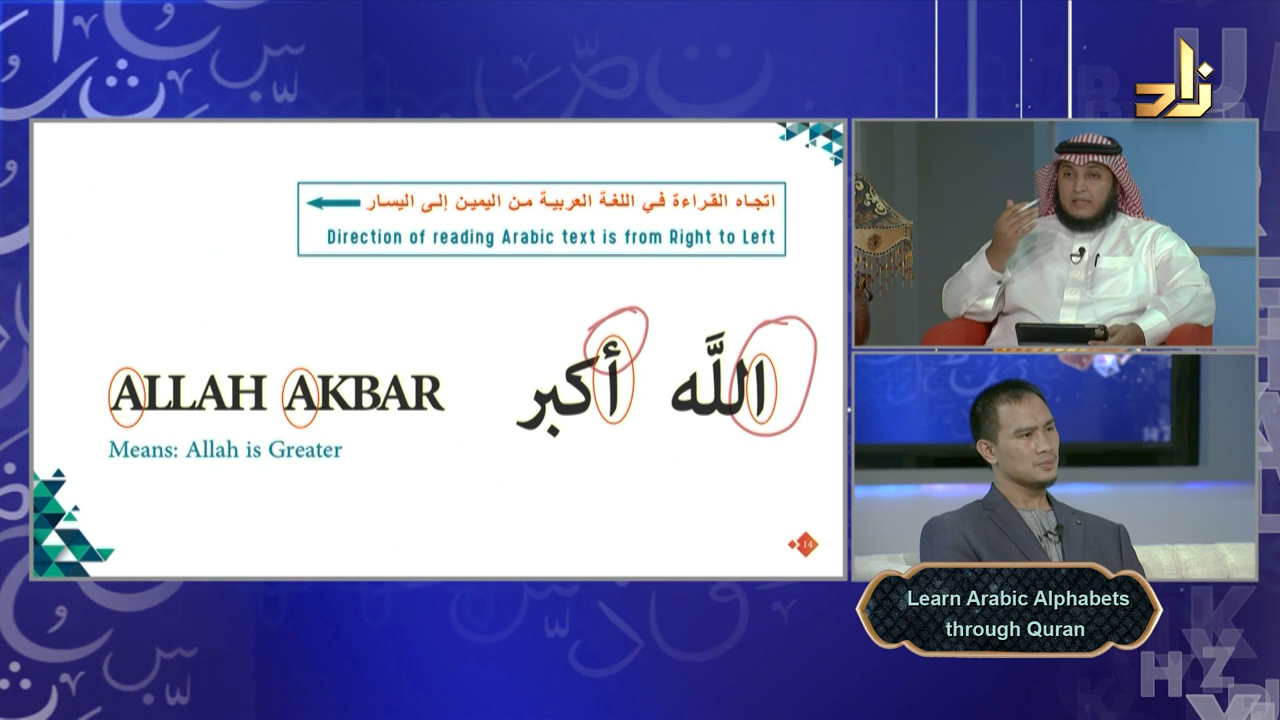 زاد
اتجاه القراءة في اللغة العربية من اليمين إلى اليسار
Direction of reading Arabic text is from Right to Left
اللَّه أكبر
ALLAH AKBAR
Means: Allah is Greater
14
Learn Arabic Alphabets
through Quran